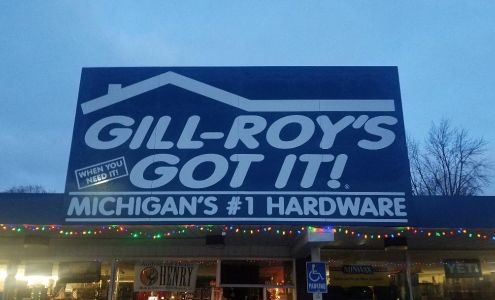 GILL-ROY'S
WHEN YOU
NEED IT!
GOT IT!
MICHIGAN'S #1 HARDWARE
HENRY
PARKING
YETI